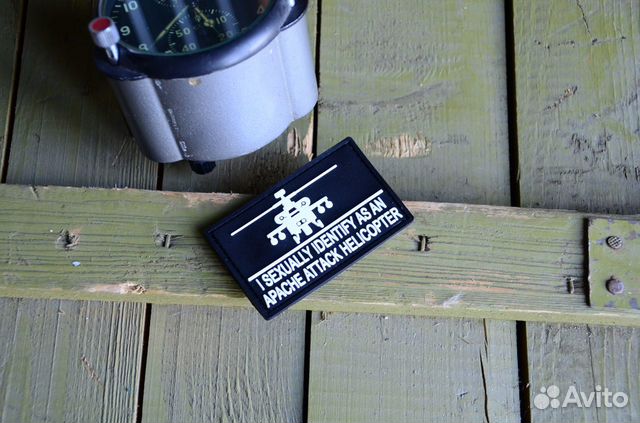 I SEXUALLY IDENTIFY AS AN
APACHE ATTACK HELICOPTER
Avito